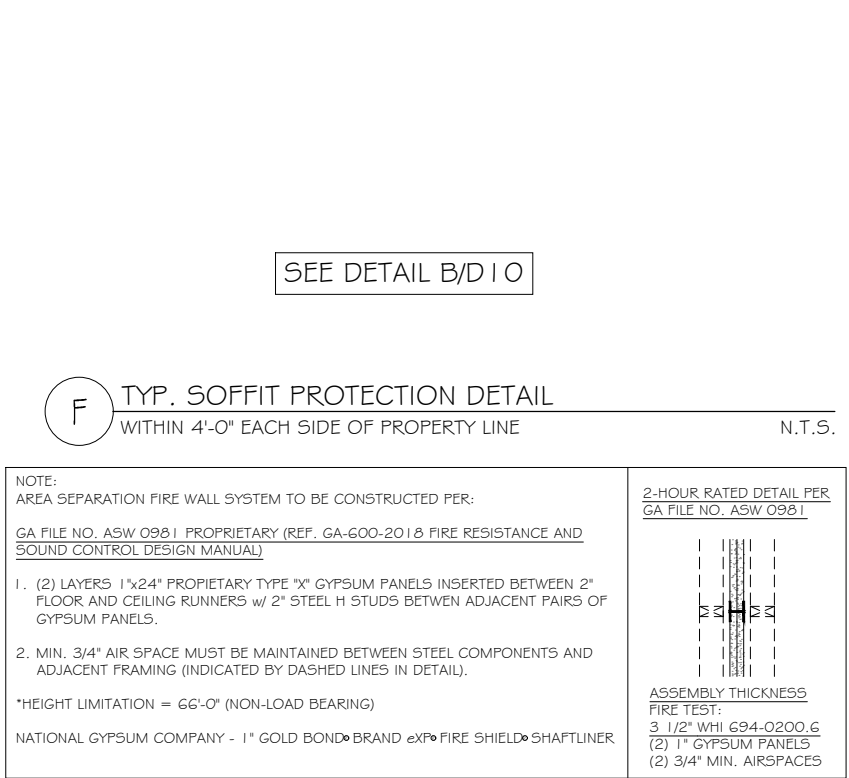 SEE DETAIL B/D10
F
TYP. SOFFIT PROTECTION DETAIL
WITHIN 4'-0" EACH SIDE OF PROPERTY LINE
N.T.S.
NOTE:
AREA SEPARATION FIRE WALL SYSTEM TO BE CONSTRUCTED PER:
GA FILE NO. ASW 0981 PROPRIETARY (REF. GA-600-2018 FIRE RESISTANCE AND
SOUND CONTROL DESIGN MANUAL)
1. (2) LAYERS 1"x24" PROPIETARY TYPE "X" GYPSUM PANELS INSERTED BETWEEN 2"
FLOOR AND CEILING RUNNERS w/ 2" STEEL H STUDS BETWEN ADJACENT PAIRS OF
GYPSUM PANELS.
2. MIN. 3/4" AIR SPACE MUST BE MAINTAINED BETWEEN STEEL COMPONENTS AND
ADJACENT FRAMING (INDICATED BY DASHED LINES IN DETAIL).
*HEIGHT LIMITATION = 66'-0" (NON-LOAD BEARING)
NATIONAL GYPSUM COMPANY - 1" GOLD BOND® BRAND eXP® FIRE SHIELD® SHAFTLINER
2-HOUR RATED DETAIL PER
GA FILE NO. ASW 0981
ASSEMBLY THICKNESS
FIRE TEST:
3 1/2" WHI 694-0200.6
(2) 1" GYPSUM PANELS
(2) 3/4" MIN. AIRSPACES